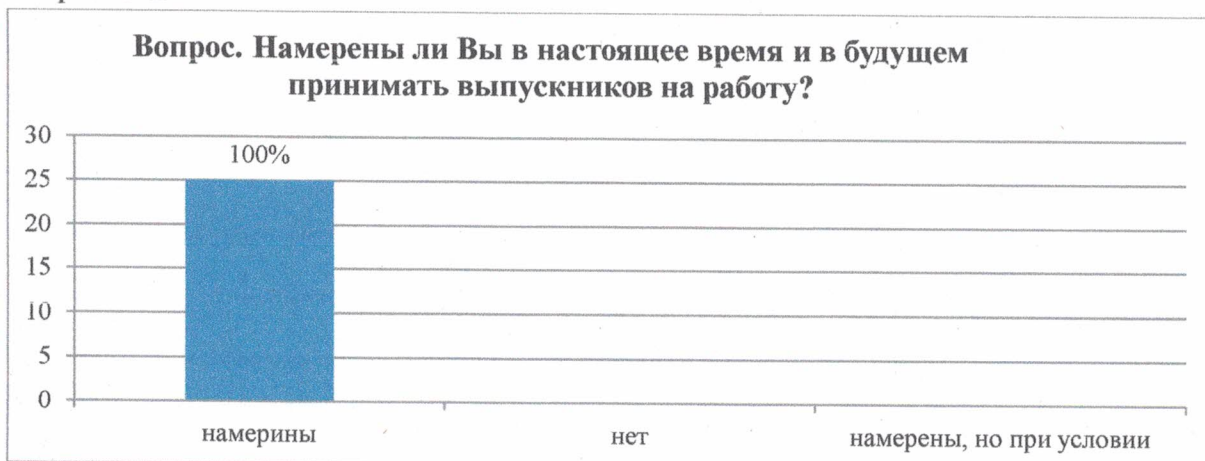 Вопрос. Намерены ли Вы в настоящее время и в будущем
принимать выпускников на работу?
30
100%
25
20
15
10
5
0
намерины
нет
намерены, но при условии